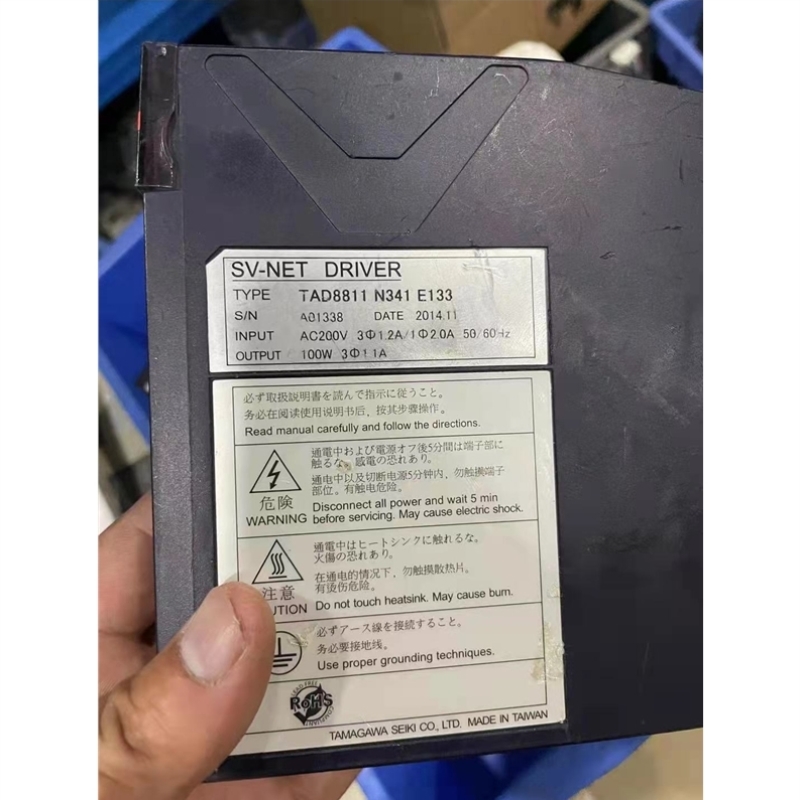 SV-NET DRIVER
TYPE TAD8811 N341 E133
S/N A01338 DATE 2014.11
INPUT AC200V 3Φ1.2A/1Φ2.0A 50/60Hz
OUTPUT 100W 3Φ1.1A
必ず取扱説明書を読んで指示に従うこと。
务必在阅读使用说明书后、按其步骤操作。
Read manual carefully and follow the directions.
通電中および電源オフ後5分間は端子部に
触るな、感電の恐れあり。
通电中以及切断电源5分钟内、勿触摸端子
部位。有触电危险。
危険
WARNING
Disconnect all power and wait 5 min
before servicing. May cause electric shock.
通電中はヒートシンクに触れるな。
火傷の恐れあり。
在通电的情况下、勿触摸散热片。
有烫伤危险。
注意
UTION
Do not touch heatsink. May cause burn.
必ずアース線を接続すること。
务必要接地线。
Use proper grounding techniques.
RoHS
TAMAGAWA SEIKI CO., LTD. MADE IN TAIWAN